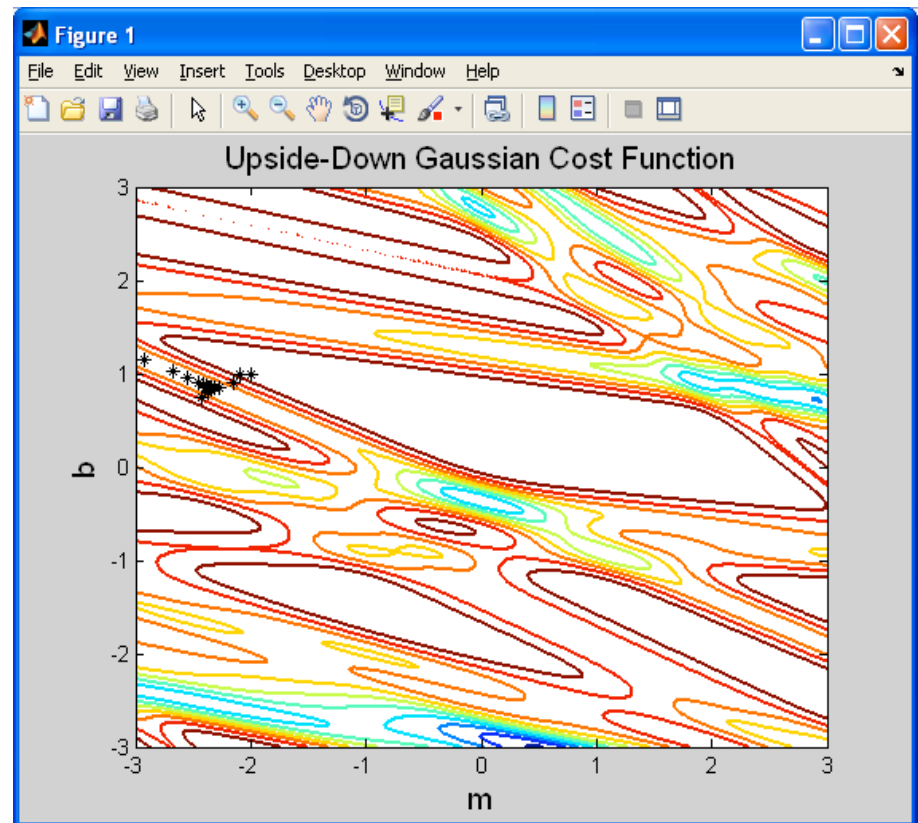 Figure 1
File Edit View Insert Tools Desktop Window Help
Upside-Down Gaussian Cost Function
3
2
1
0
-1
-2
-3
b
-3 -2 -1 0 1 2 3
m